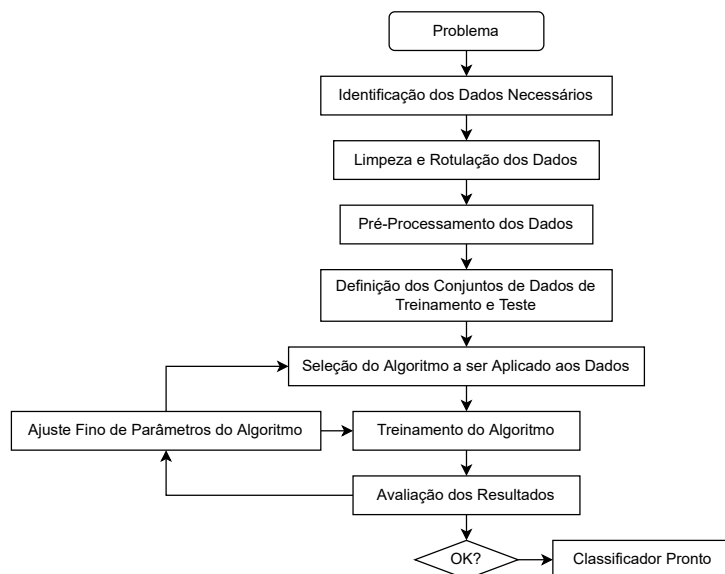 Problema
Identificação dos Dados Necessários
Limpeza e Rotulação dos Dados
Pré-Processamento dos Dados
Definição dos Conjuntos de Dados de
Treinamento e Teste
Seleção do Algoritmo a ser Aplicado aos Dados
Ajuste Fino de Parâmetros do Algoritmo
Treinamento do Algoritmo
Avaliação dos Resultados
OK?
Classificador Pronto